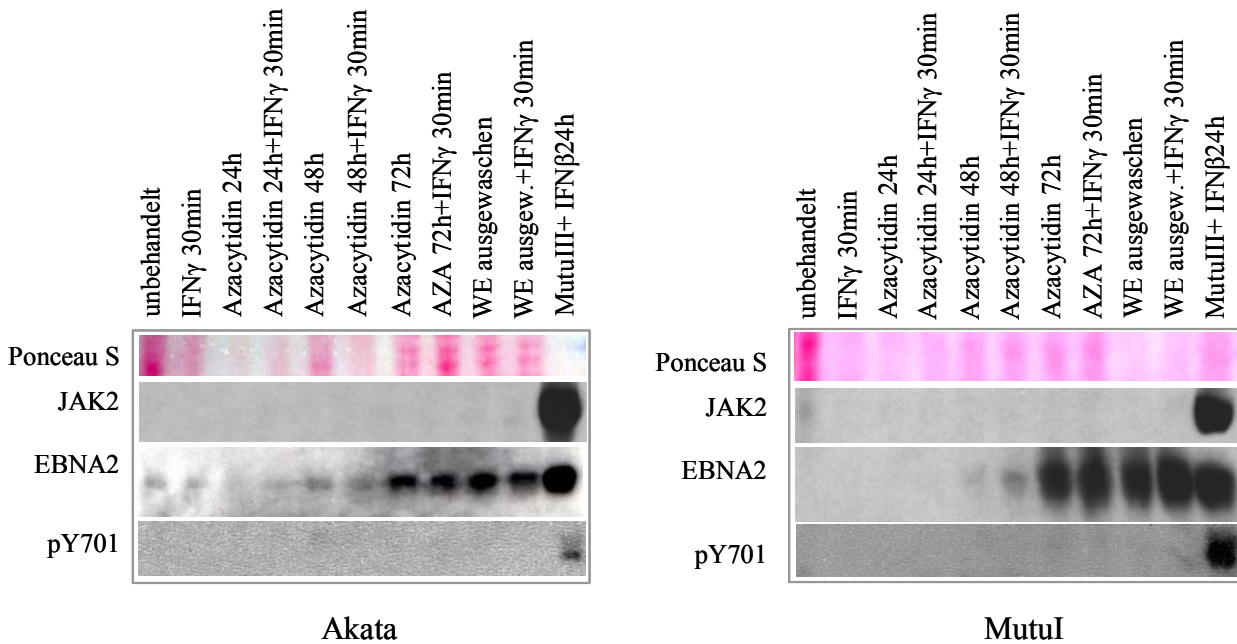 unbehandelt
IFNγ 30min
Azacytidin 24h
Azacytidin 24h+IFNγ 30min
Azacytidin 48h
Azacytidin 48h+IFNγ 30min
Azacytidin 72h
AZA 72h+IFNγ 30min
WE ausgewaschen
WE ausgew.+IFNγ 30min
MutuIII+ IFNβ24h
Ponceau S
JAK2
EBNA2
pY701
Akata
unbehandelt
IFNγ 30min
Azacytidin 24h
Azacytidin 24h+IFNγ 30min
Azacytidin 48h
Azacytidin 48h+IFNγ 30min
Azacytidin 72h
AZA 72h+IFNγ 30min
WE ausgewaschen
WE ausgew.+IFNγ 30min
MutuIII+ IFNβ24h
Ponceau S
JAK2
EBNA2
pY701
MutuI